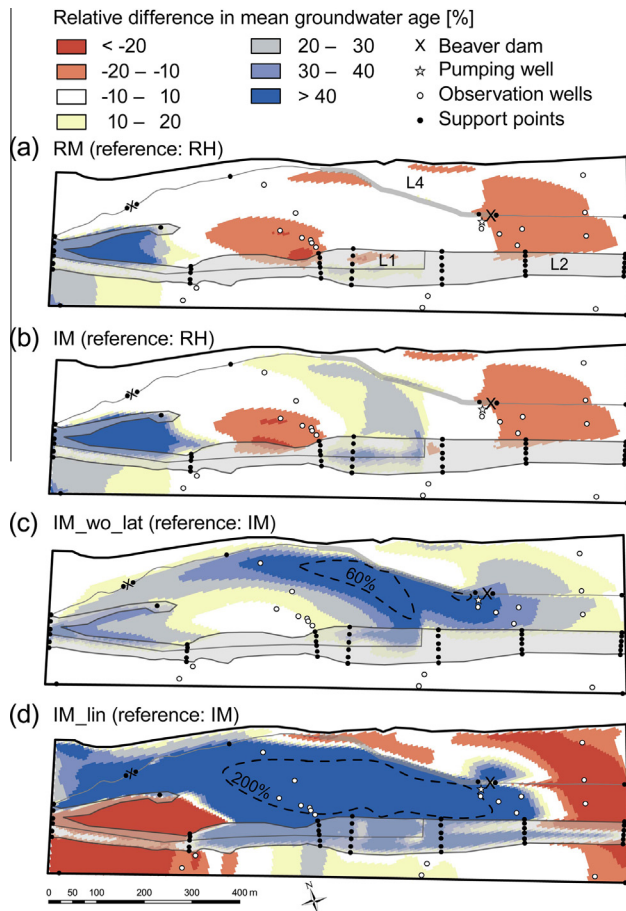 Relative difference in mean groundwater age [%]
< -20
-20 – -10
-10 – 10
10 – 20
20 – 30
30 – 40
> 40
X Beaver dam
Pumping well
Observation wells
Support points
(a) RM (reference: RH)
L4
X
X
L1
L2
(b) IM (reference: RH)
X
X
(c) IM_wo_lat (reference: IM)
60%
X
X
(d) IM_lin (reference: IM)
200%
X
X
0 50 100 200 300 400 m
N